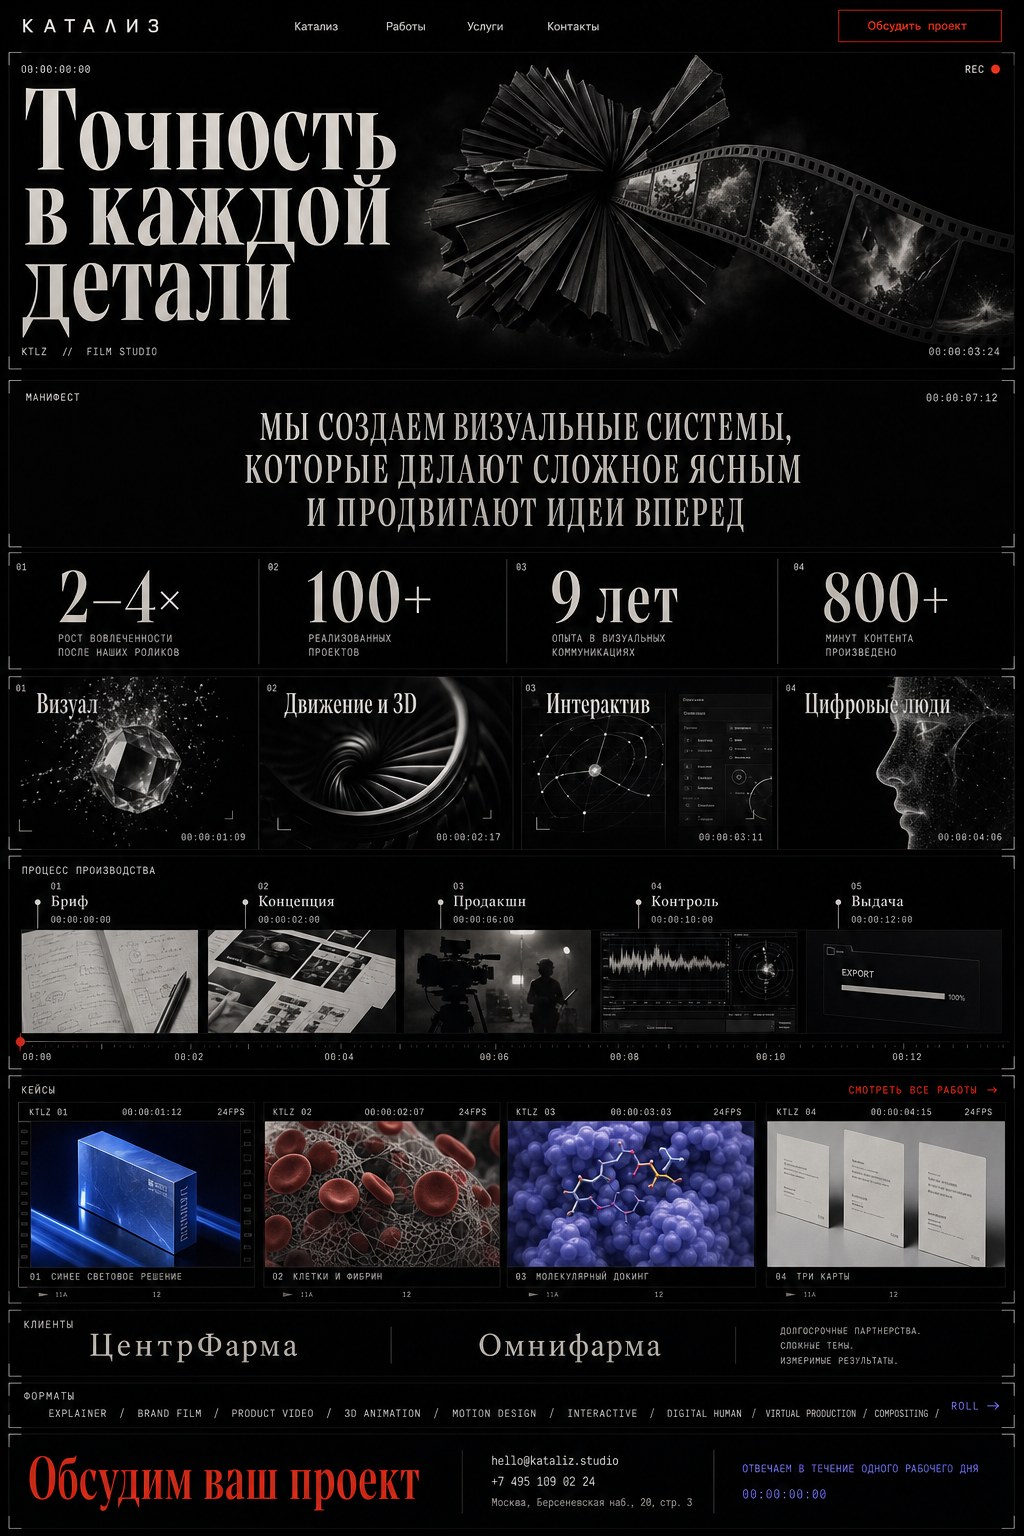 КАТАЛИЗ
Катализ
Работы
Услуги
Контакты
Обсудить проект
00:00:00:00
REC
Точность
в каждой
детали
KTLZ // FILM STUDIO
00:00:03:24
МАНИФЕСТ
00:00:07:12
МЫ СОЗДАЕМ ВИЗУАЛЬНЫЕ СИСТЕМЫ,
КОТОРЫЕ ДЕЛАЮТ СЛОЖНОЕ ЯСНЫМ
И ПРОДВИГАЮТ ИДЕИ ВПЕРЕД
01
2–4×
РОСТ ВОВЛЕЧЕННОСТИ
ПОСЛЕ НАШИХ РОЛИКОВ
02
100+
РЕАЛИЗОВАННЫХ
ПРОЕКТОВ
03
9 лет
ОПЫТА В ВИЗУАЛЬНЫХ
КОММУНИКАЦИЯХ
04
800+
МИНУТ КОНТЕНТА
ПРОИЗВЕДЕНО
01
Визуал
00:00:01:09
02
Движение и 3D
00:00:02:17
03
Интерактив
00:00:03:11
04
Цифровые люди
00:00:04:06
ПРОЦЕСС ПРОИЗВОДСТВА
01
Бриф
00:00:00:00
02
Концепция
00:00:02:00
03
Продакшн
00:00:06:00
04
Контроль
00:00:10:00
05
Выдача
00:00:12:00
EXPORT
100%
00:00
00:02
00:04
00:06
00:08
00:10
00:12
КЕЙСЫ
СМОТРЕТЬ ВСЕ РАБОТЫ →
KTLZ 01 00:00:01:12 24FPS
01 СИНЕЕ СВЕТОВОЕ РЕШЕНИЕ
11A 12
KTLZ 02 00:00:02:07 24FPS
02 КЛЕТКИ И ФИБРИН
11A 12
KTLZ 03 00:00:03:03 24FPS
03 МОЛЕКУЛЯРНЫЙ ДОКИНГ
11A 12
KTLZ 04 00:00:04:15 24FPS
04 ТРИ КАРТЫ
11A 12
КЛИЕНТЫ
ЦентрФарма
Омнифарма
ДОЛГОСРОЧНЫЕ ПАРТНЕРСТВА.
СЛОЖНЫЕ ТЕМЫ.
ИЗМЕРИМЫЕ РЕЗУЛЬТАТЫ.
ФОРМАТЫ
EXPLAINER / BRAND FILM / PRODUCT VIDEO / 3D ANIMATION / MOTION DESIGN / INTERACTIVE / DIGITAL HUMAN / VIRTUAL PRODUCTION / COMPOSITING /
ROLL →
Обсудим ваш проект
hello@kataliz.studio
+7 495 109 02 24
Москва, Берсеневская наб., 20, стр. 3
ОТВЕЧАЕМ В ТЕЧЕНИЕ ОДНОГО РАБОЧЕГО ДНЯ
00:00:00:00